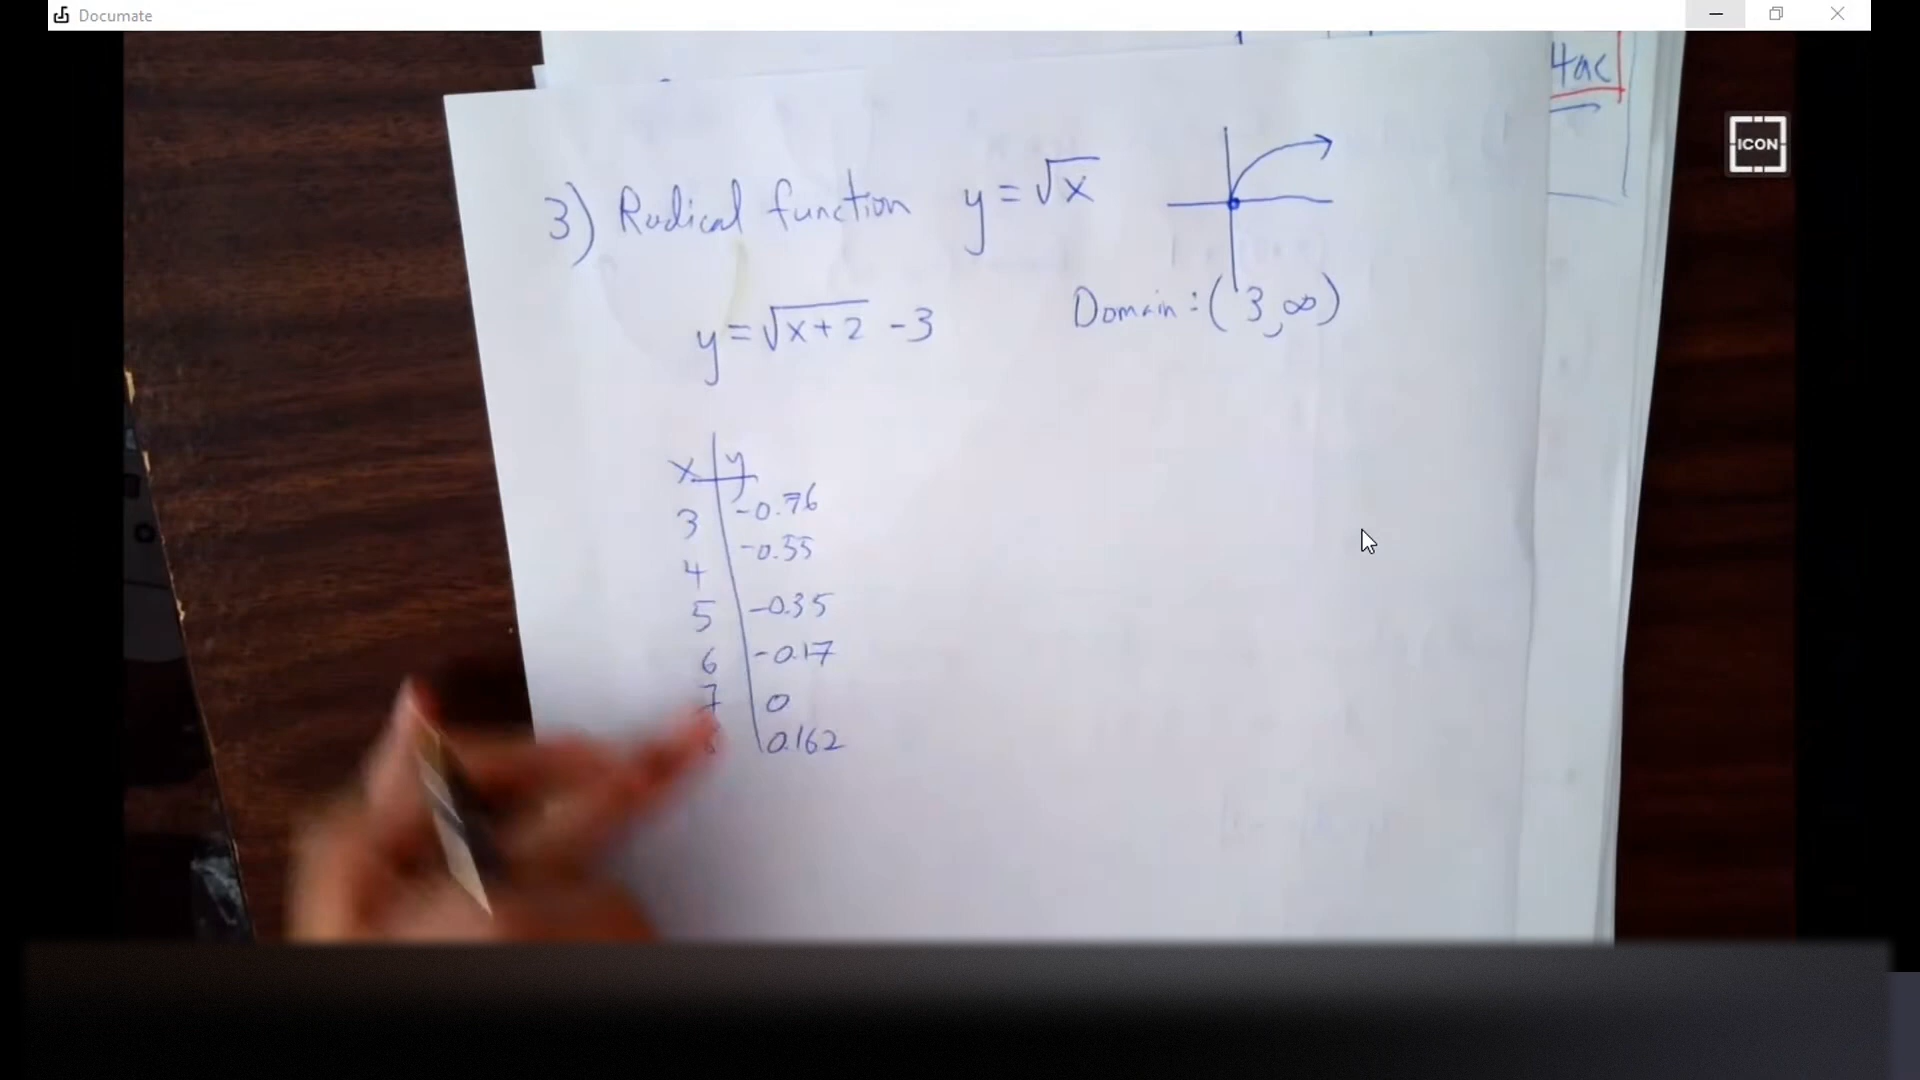 Documate
4ac
ICON
3) Radical function y = √x
y = √x+2 - 3
Domain : (3, ∞)
x y
3 -0.76
4 -0.55
5 -0.35
6 -0.17
7 0
0.162